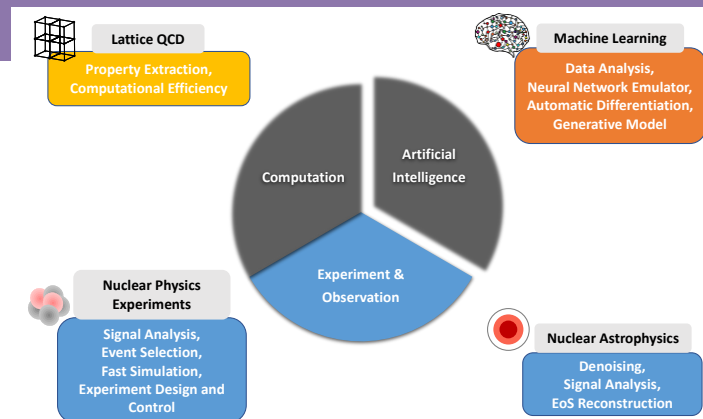 Lattice QCD
Property Extraction,
Computational Efficiency
Machine Learning
Data Analysis,
Neural Network Emulator,
Automatic Differentiation,
Generative Model
Computation
Artificial
Intelligence
Experiment &
Observation
Nuclear Physics
Experiments
Signal Analysis,
Event Selection,
Fast Simulation,
Experiment Design and
Control
Nuclear Astrophysics
Denoising,
Signal Analysis,
EoS Reconstruction